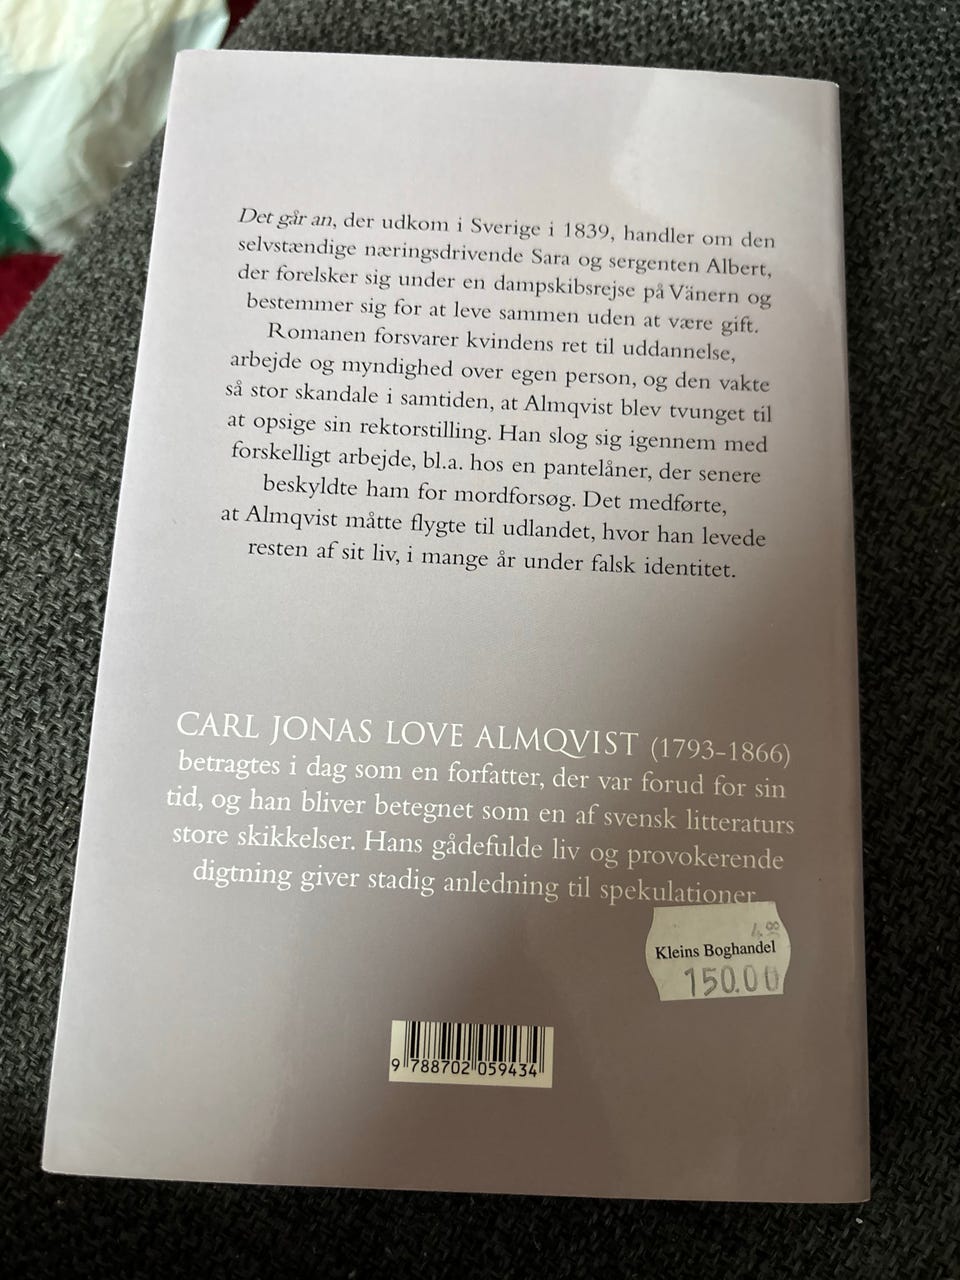 Det går an, der udkom i Sverige i 1839, handler om den
selvstændige næringsdrivende Sara og sergenten Albert,
der forelsker sig under en dampskibsrejse på Vänern og
bestemmer sig for at leve sammen uden at være gift.
Romanen forsvarer kvindens ret til uddannelse,
arbejde og myndighed over egen person, og den vakte
så stor skandale i samtiden, at Almqvist blev tvunget til
at opsige sin rektorstilling. Han slog sig igennem med
forskelligt arbejde, bl.a. hos en pantelåner, der senere
beskyldte ham for mordforsøg. Det medførte,
at Almqvist måtte flygte til udlandet, hvor han levede
resten af sit liv, i mange år under falsk identitet.
CARL JONAS LOVE ALMQVIST (1793–1866)
betragtes i dag som en forfatter, der var forud for sin
tid, og han bliver betegnet som en af svensk litteraturs
store skikkelser. Hans gådefulde liv og provokerende
digtning giver stadig anledning til spekulationer
Kleins Boghandel
150.00
9 788702 059434